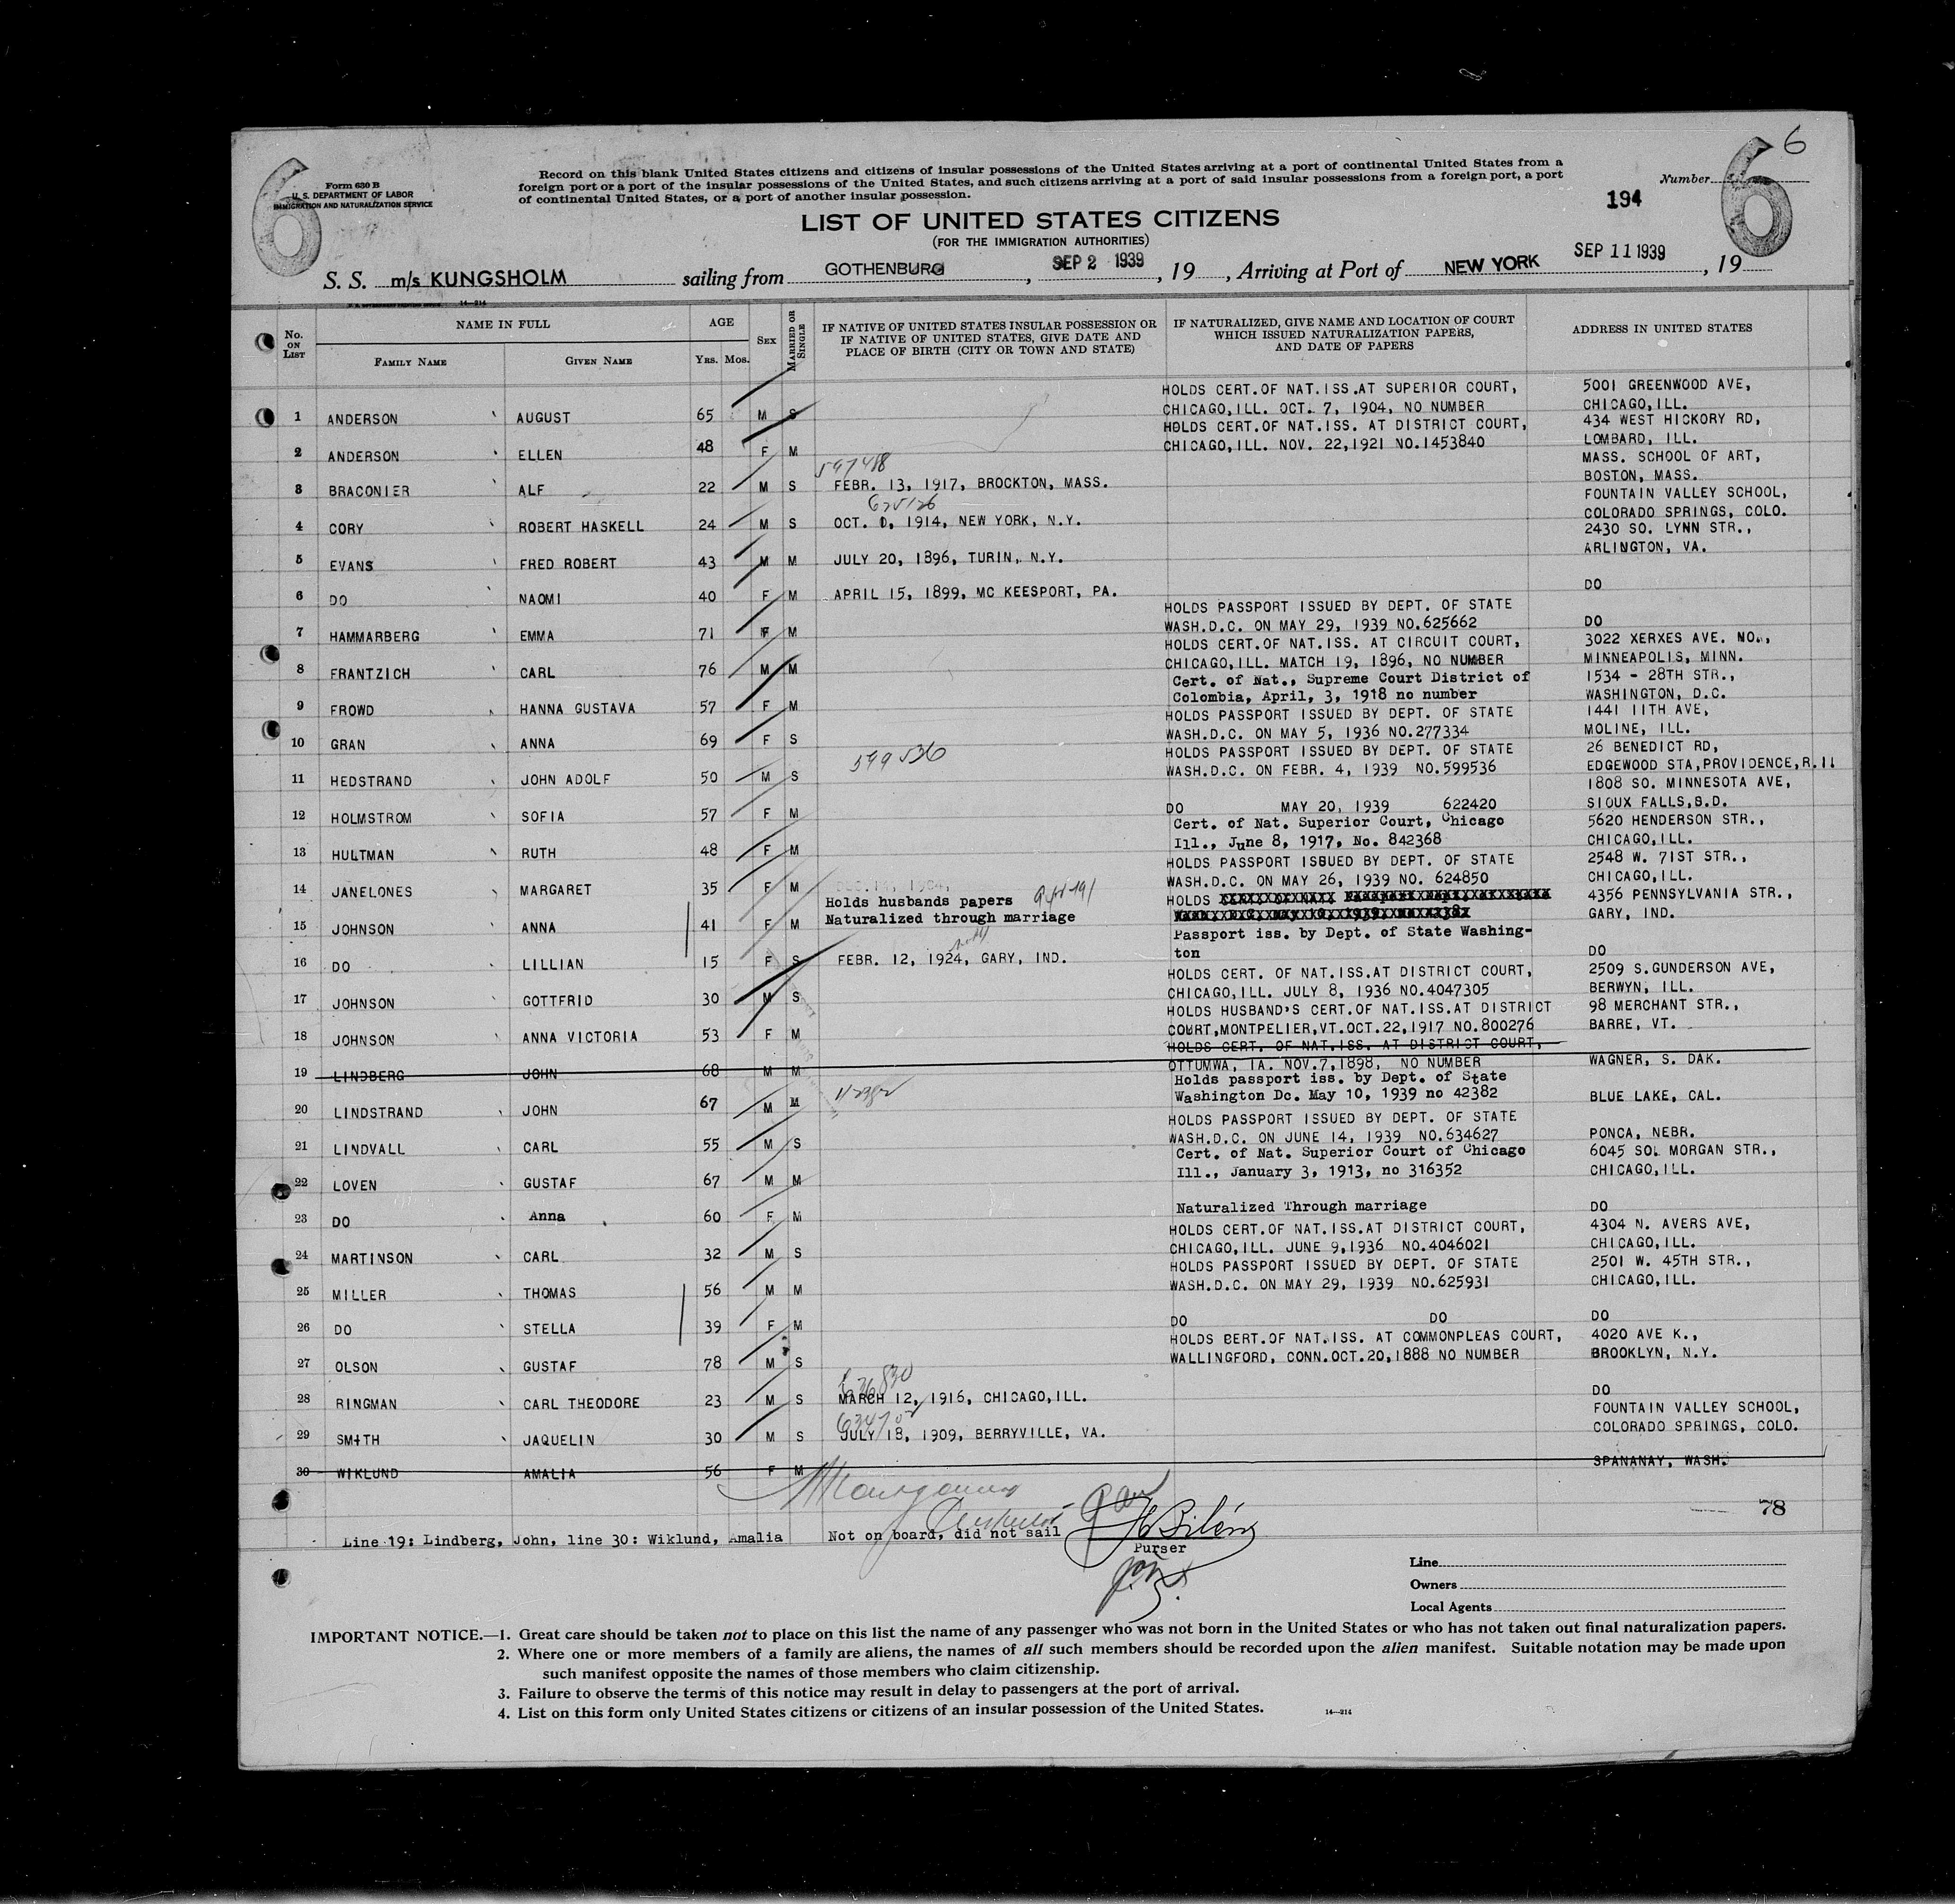 6
Form 630 B
U. S. DEPARTMENT OF LABOR
IMMIGRATION AND NATURALIZATION SERVICE
Record on this blank United States citizens and citizens of insular possessions of the United States arriving at a port of continental United States from a
foreign port or a port of the insular possessions of the United States, and such citizens arriving at a port of said insular possessions from a foreign port, a port
of continental United States, or a port of another insular possession.
194
Number
6
6
LIST OF UNITED STATES CITIZENS
(FOR THE IMMIGRATION AUTHORITIES)
S. S. m/s KUNGSHOLM sailing from GOTHENBURG, SEP 2 1939, 19, Arriving at Port of NEW YORK SEP 11 1939, 19
14-214
No. ON LIST
NAME IN FULL
FAMILY NAME
GIVEN NAME
AGE
YRS. MOS.
SEX
MARRIED OR SINGLE
IF NATIVE OF UNITED STATES INSULAR POSSESSION OR
IF NATIVE OF UNITED STATES, GIVE DATE AND
PLACE OF BIRTH (CITY OR TOWN AND STATE)
IF NATURALIZED, GIVE NAME AND LOCATION OF COURT
WHICH ISSUED NATURALIZATION PAPERS,
AND DATE OF PAPERS
ADDRESS IN UNITED STATES
HOLDS CERT.OF NAT.ISS.AT SUPERIOR COURT, 5001 GREENWOOD AVE,
1 ANDERSON AUGUST 65 M S CHICAGO,ILL. OCT. 7, 1904, NO NUMBER CHICAGO,ILL.
HOLDS CERT.OF NAT.ISS. AT DISTRICT COURT, 434 WEST HICKORY RD,
2 ANDERSON ELLEN 48 F M CHICAGO,ILL. NOV. 22,1921 NO.1453840 LOMBARD, ILL.
597488 MASS. SCHOOL OF ART,
3 BRACONIER ALF 22 M S FEBR. 13, 1917, BROCKTON, MASS. BOSTON, MASS.
625126 FOUNTAIN VALLEY SCHOOL,
4 CORY ROBERT HASKELL 24 M S OCT. 1, 1914, NEW YORK, N.Y. COLORADO SPRINGS, COLO.
2430 SO. LYNN STR.,
5 EVANS FRED ROBERT 43 M M JULY 20, 1896, TURIN, N.Y. ARLINGTON, VA.
6 DO NAOMI 40 F M APRIL 15, 1899, MC KEESPORT, PA. DO
HOLDS PASSPORT ISSUED BY DEPT. OF STATE
7 HAMMARBERG EMMA 71 F M WASH.D.C. ON MAY 29, 1939 NO.625662 DO
HOLDS CERT.OF NAT.ISS. AT CIRCUIT COURT, 3022 XERXES AVE. NO.,
8 FRANTZICH CARL 76 M M CHICAGO,ILL. MATCH 19, 1896, NO NUMBER MINNEAPOLIS, MINN.
Cert. of Nat., Supreme Court District of 1534 - 28TH STR.,
9 FROWD HANNA GUSTAVA 57 F M Colombia, April, 3, 1918 no number WASHINGTON, D.C.
HOLDS PASSPORT ISSUED BY DEPT. OF STATE 1441 11TH AVE,
10 GRAN ANNA 69 F S WASH.D.C. ON MAY 5, 1936 NO.277334 MOLINE, ILL.
599536 HOLDS PASSPORT ISSUED BY DEPT. OF STATE 26 BENEDICT RD,
11 HEDSTRAND JOHN ADOLF 50 M S WASH.D.C. ON FEBR. 4, 1939 NO.599536 EDGEWOOD STA,PROVIDENCE,R.I.
1808 SO. MINNESOTA AVE,
12 HOLMSTROM SOFIA 57 F M DO MAY 20, 1939 622420 SIOUX FALLS,S.D.
Cert. of Nat. Superior Court, Chicago 5620 HENDERSON STR.,
13 HULTMAN RUTH 48 F M Ill., June 8, 1917, No. 842368 CHICAGO,ILL.
HOLDS PASSPORT ISSUED BY DEPT. OF STATE 2548 W. 71ST STR.,
14 JANELONES MARGARET 35 F M WASH.D.C. ON MAY 26, 1939 NO. 624850 CHICAGO,ILL.
Holds husbands papers HOLDS 4356 PENNSYLVANIA STR.,
15 JOHNSON ANNA 41 F M Naturalized through marriage GARY, IND.
Passport iss. by Dept. of State Washing-
16 DO LILLIAN 15 F S FEBR. 12, 1924, GARY, IND. ton DO
HOLDS CERT. OF NAT.ISS.AT DISTRICT COURT, 2509 S.GUNDERSON AVE,
17 JOHNSON GOTTFRID 30 M S CHICAGO,ILL. JULY 8, 1936 NO.4047305 BERWYN, ILL.
HOLDS HUSBAND'S CERT.OF NAT.ISS.AT DISTRICT 98 MERCHANT STR.,
18 JOHNSON ANNA VICTORIA 53 F M COURT,MONTPELIER,VT.OCT.22,1917 NO.800276 BARRE, VT.
HOLDS CERT. OF NAT.ISS. AT DISTRICT COURT,
19 LINDBERG JOHN 68 M M OTTUMWA, IA. NOV.7,1898, NO NUMBER WAGNER, S. DAK.
42382 Holds passport iss. by Dept. of State
20 LINDSTRAND JOHN 67 M M Washington Dc. May 10, 1939 no 42382 BLUE LAKE, CAL.
HOLDS PASSPORT ISSUED BY DEPT. OF STATE
21 LINDVALL CARL 55 M S WASH.D.C. ON JUNE 14, 1939 NO.634627 PONCA, NEBR.
Cert. of Nat. Superior Court of Chicago 6045 SO. MORGAN STR.,
22 LOVEN GUSTAF 67 M M Ill., January 3, 1913, no 316352 CHICAGO,ILL.
23 DO Anna 60 F M Naturalized Through marriage DO
HOLDS CERT.OF NAT.ISS.AT DISTRICT COURT, 4304 N. AVERS AVE,
24 MARTINSON CARL 32 M S CHICAGO,ILL. JUNE 9,1936 NO.4046021 CHICAGO,ILL.
HOLDS PASSPORT ISSUED BY DEPT. OF STATE 2501 W. 45TH STR.,
25 MILLER THOMAS 56 M M WASH.D.C. ON MAY 29, 1939 NO.625931 CHICAGO,ILL.
26 DO STELLA 39 F M DO DO DO
HOLDS BERT.OF NAT.ISS. AT COMMONPLEAS COURT, 4020 AVE K.,
27 OLSON GUSTAF 78 M S WALLINGFORD, CONN.OCT.20,1888 NO NUMBER BROOKLYN, N.Y.
636830
28 RINGMAN CARL THEODORE 23 M S MARCH 12, 1916, CHICAGO,ILL. DO
FOUNTAIN VALLEY SCHOOL,
29 SMITH JAQUELIN 30 M S JULY 18, 1909, BERRYVILLE, VA. COLORADO SPRINGS, COLO.
30 WIKLUND AMALIA 56 F M SPANANAY, WASH.
78
Line 19: Lindberg, John, line 30: Wiklund, Amalia Not on board, did not sail
Purser
Line
Owners
Local Agents
IMPORTANT NOTICE.—1. Great care should be taken not to place on this list the name of any passenger who was not born in the United States or who has not taken out final naturalization papers.
2. Where one or more members of a family are aliens, the names of all such members should be recorded upon the alien manifest. Suitable notation may be made upon
such manifest opposite the names of those members who claim citizenship.
3. Failure to observe the terms of this notice may result in delay to passengers at the port of arrival.
4. List on this form only United States citizens or citizens of an insular possession of the United States.
14-214